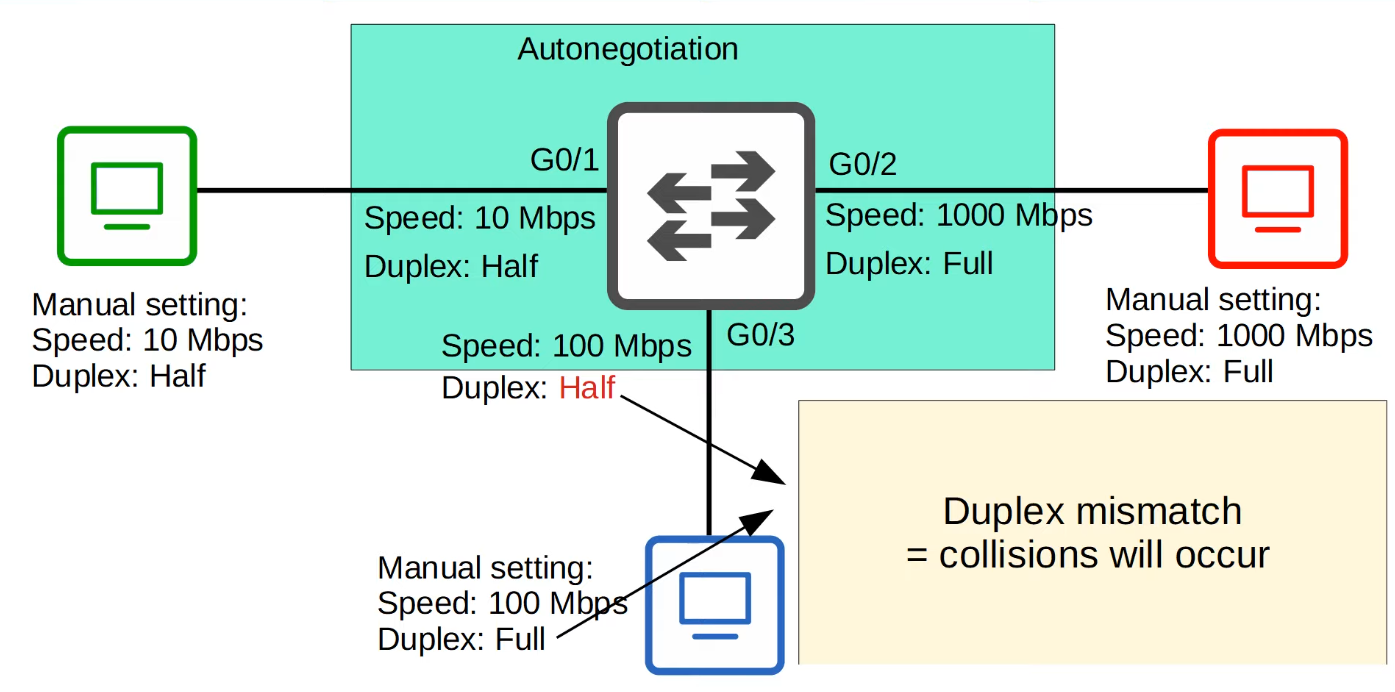 Autonegotiation
G0/1
G0/2
Speed: 10 Mbps
Duplex: Half
Speed: 1000 Mbps
Duplex: Full
Manual setting:
Speed: 10 Mbps
Duplex: Half
Manual setting:
Speed: 1000 Mbps
Duplex: Full
G0/3
Speed: 100 Mbps
Duplex: Half
Duplex mismatch
= collisions will occur
Manual setting:
Speed: 100 Mbps
Duplex: Full